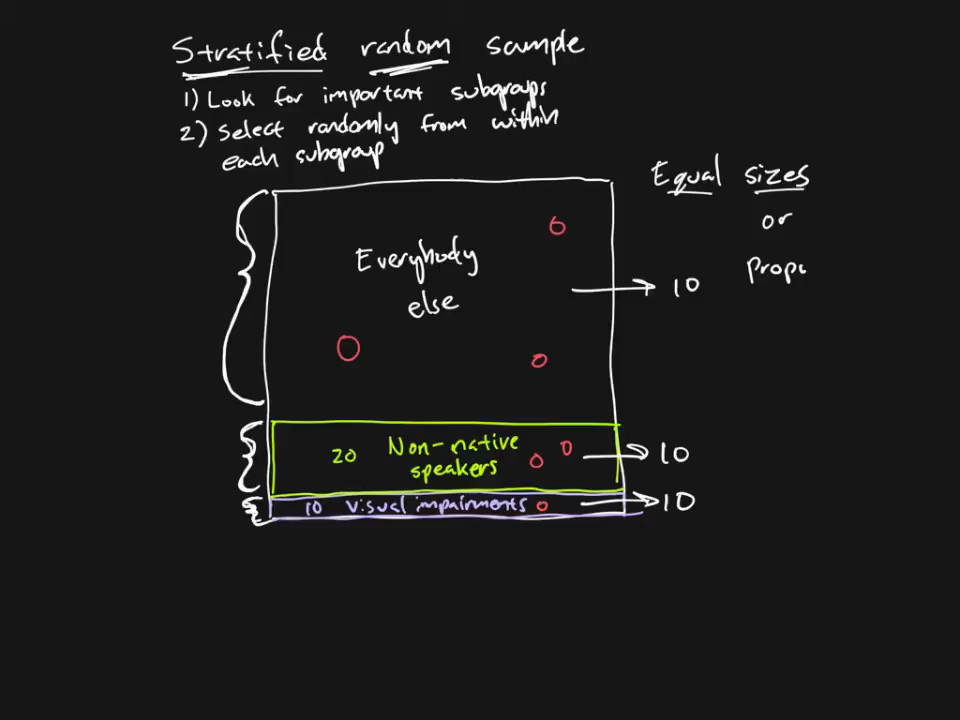 Stratified random sample
1) Look for important subgroups
2) Select randomly from within
each subgroup
Equal sizes
or
Propo
Everybody
else
10
20 Non-native
speakers
10
10 Visual impairments
10